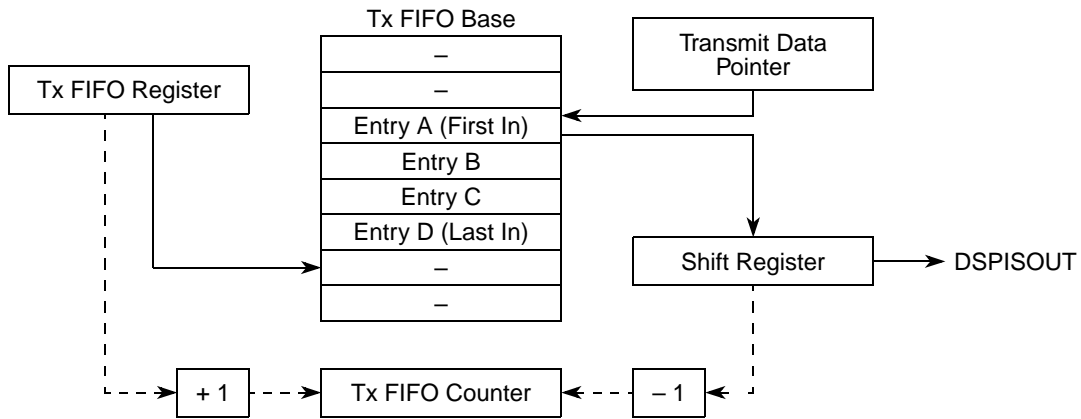 Tx FIFO Base
Transmit Data
Pointer
Tx FIFO Register
–
–
Entry A (First In)
Entry B
Entry C
Entry D (Last In)
–
–
Shift Register
DSPISOUT
+ 1
Tx FIFO Counter
– 1